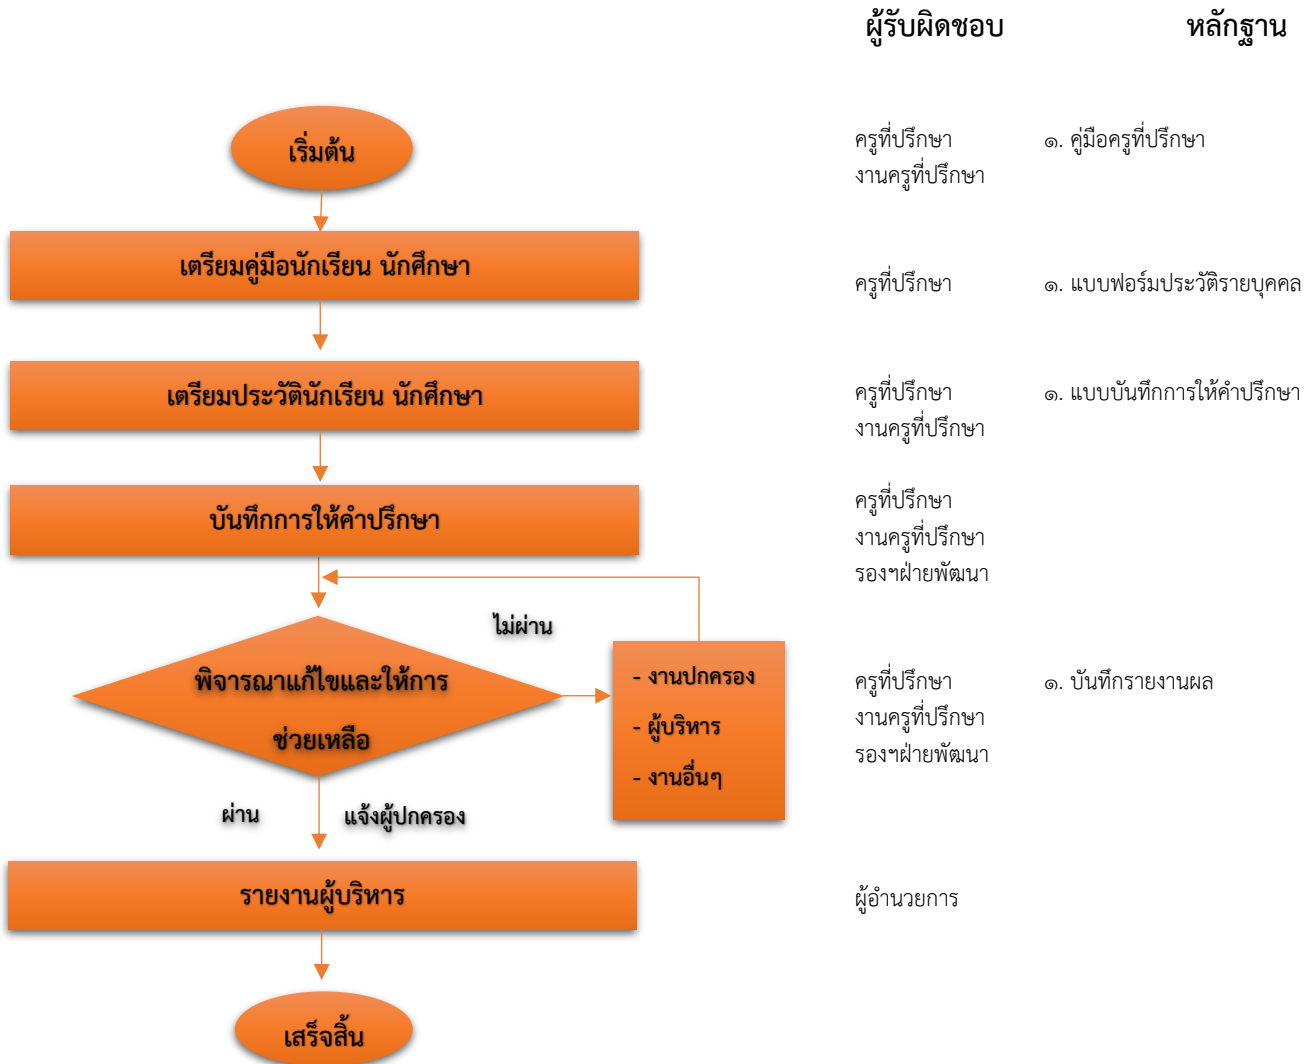 ผู้รับผิดชอบ หลักฐาน
เริ่มต้น
ครูที่ปรึกษา ๑. คู่มือครูที่ปรึกษา
งานครูที่ปรึกษา
เตรียมคู่มือนักเรียน นักศึกษา
ครูที่ปรึกษา ๑. แบบฟอร์มประวัติรายบุคคล
เตรียมประวัตินักเรียน นักศึกษา
ครูที่ปรึกษา ๑. แบบบันทึกการให้คำปรึกษา
งานครูที่ปรึกษา
บันทึกการให้คำปรึกษา
ครูที่ปรึกษา
งานครูที่ปรึกษา
รองฯฝ่ายพัฒนา
ไม่ผ่าน
พิจารณาแก้ไขและให้การ
ช่วยเหลือ
- งานปกครอง
- ผู้บริหาร
- งานอื่นๆ
ครูที่ปรึกษา ๑. บันทึกรายงานผล
งานครูที่ปรึกษา
รองฯฝ่ายพัฒนา
ผ่าน แจ้งผู้ปกครอง
รายงานผู้บริหาร
ผู้อำนวยการ
เสร็จสิ้น